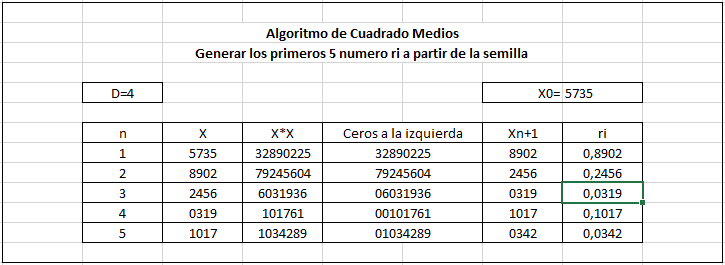 Algoritmo de Cuadrado Medios
Generar los primeros 5 numero ri a partir de la semilla
D=4 X0= 5735
n X X*X Ceros a la izquierda Xn+1 ri
1 5735 32890225 32890225 8902 0,8902
2 8902 79245604 79245604 2456 0,2456
3 2456 6031936 06031936 0319 0,0319
4 0319 101761 00101761 1017 0,1017
5 1017 1034289 01034289 0342 0,0342